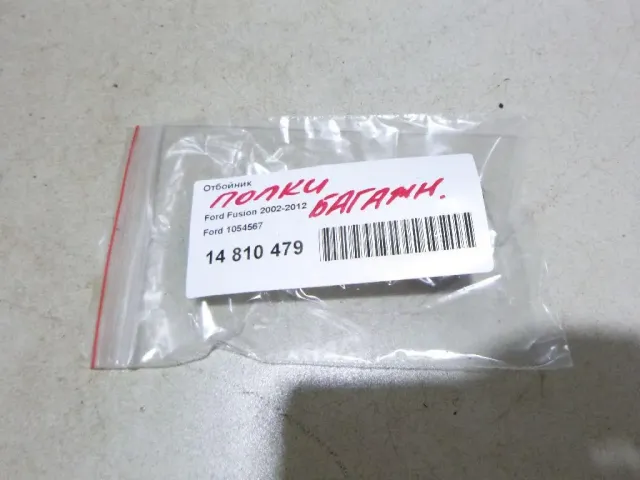 Отбойник
ПОЛКИ
Ford Fusion 2002-2012
БАГАЖН.
Ford 1054567
14 810 479